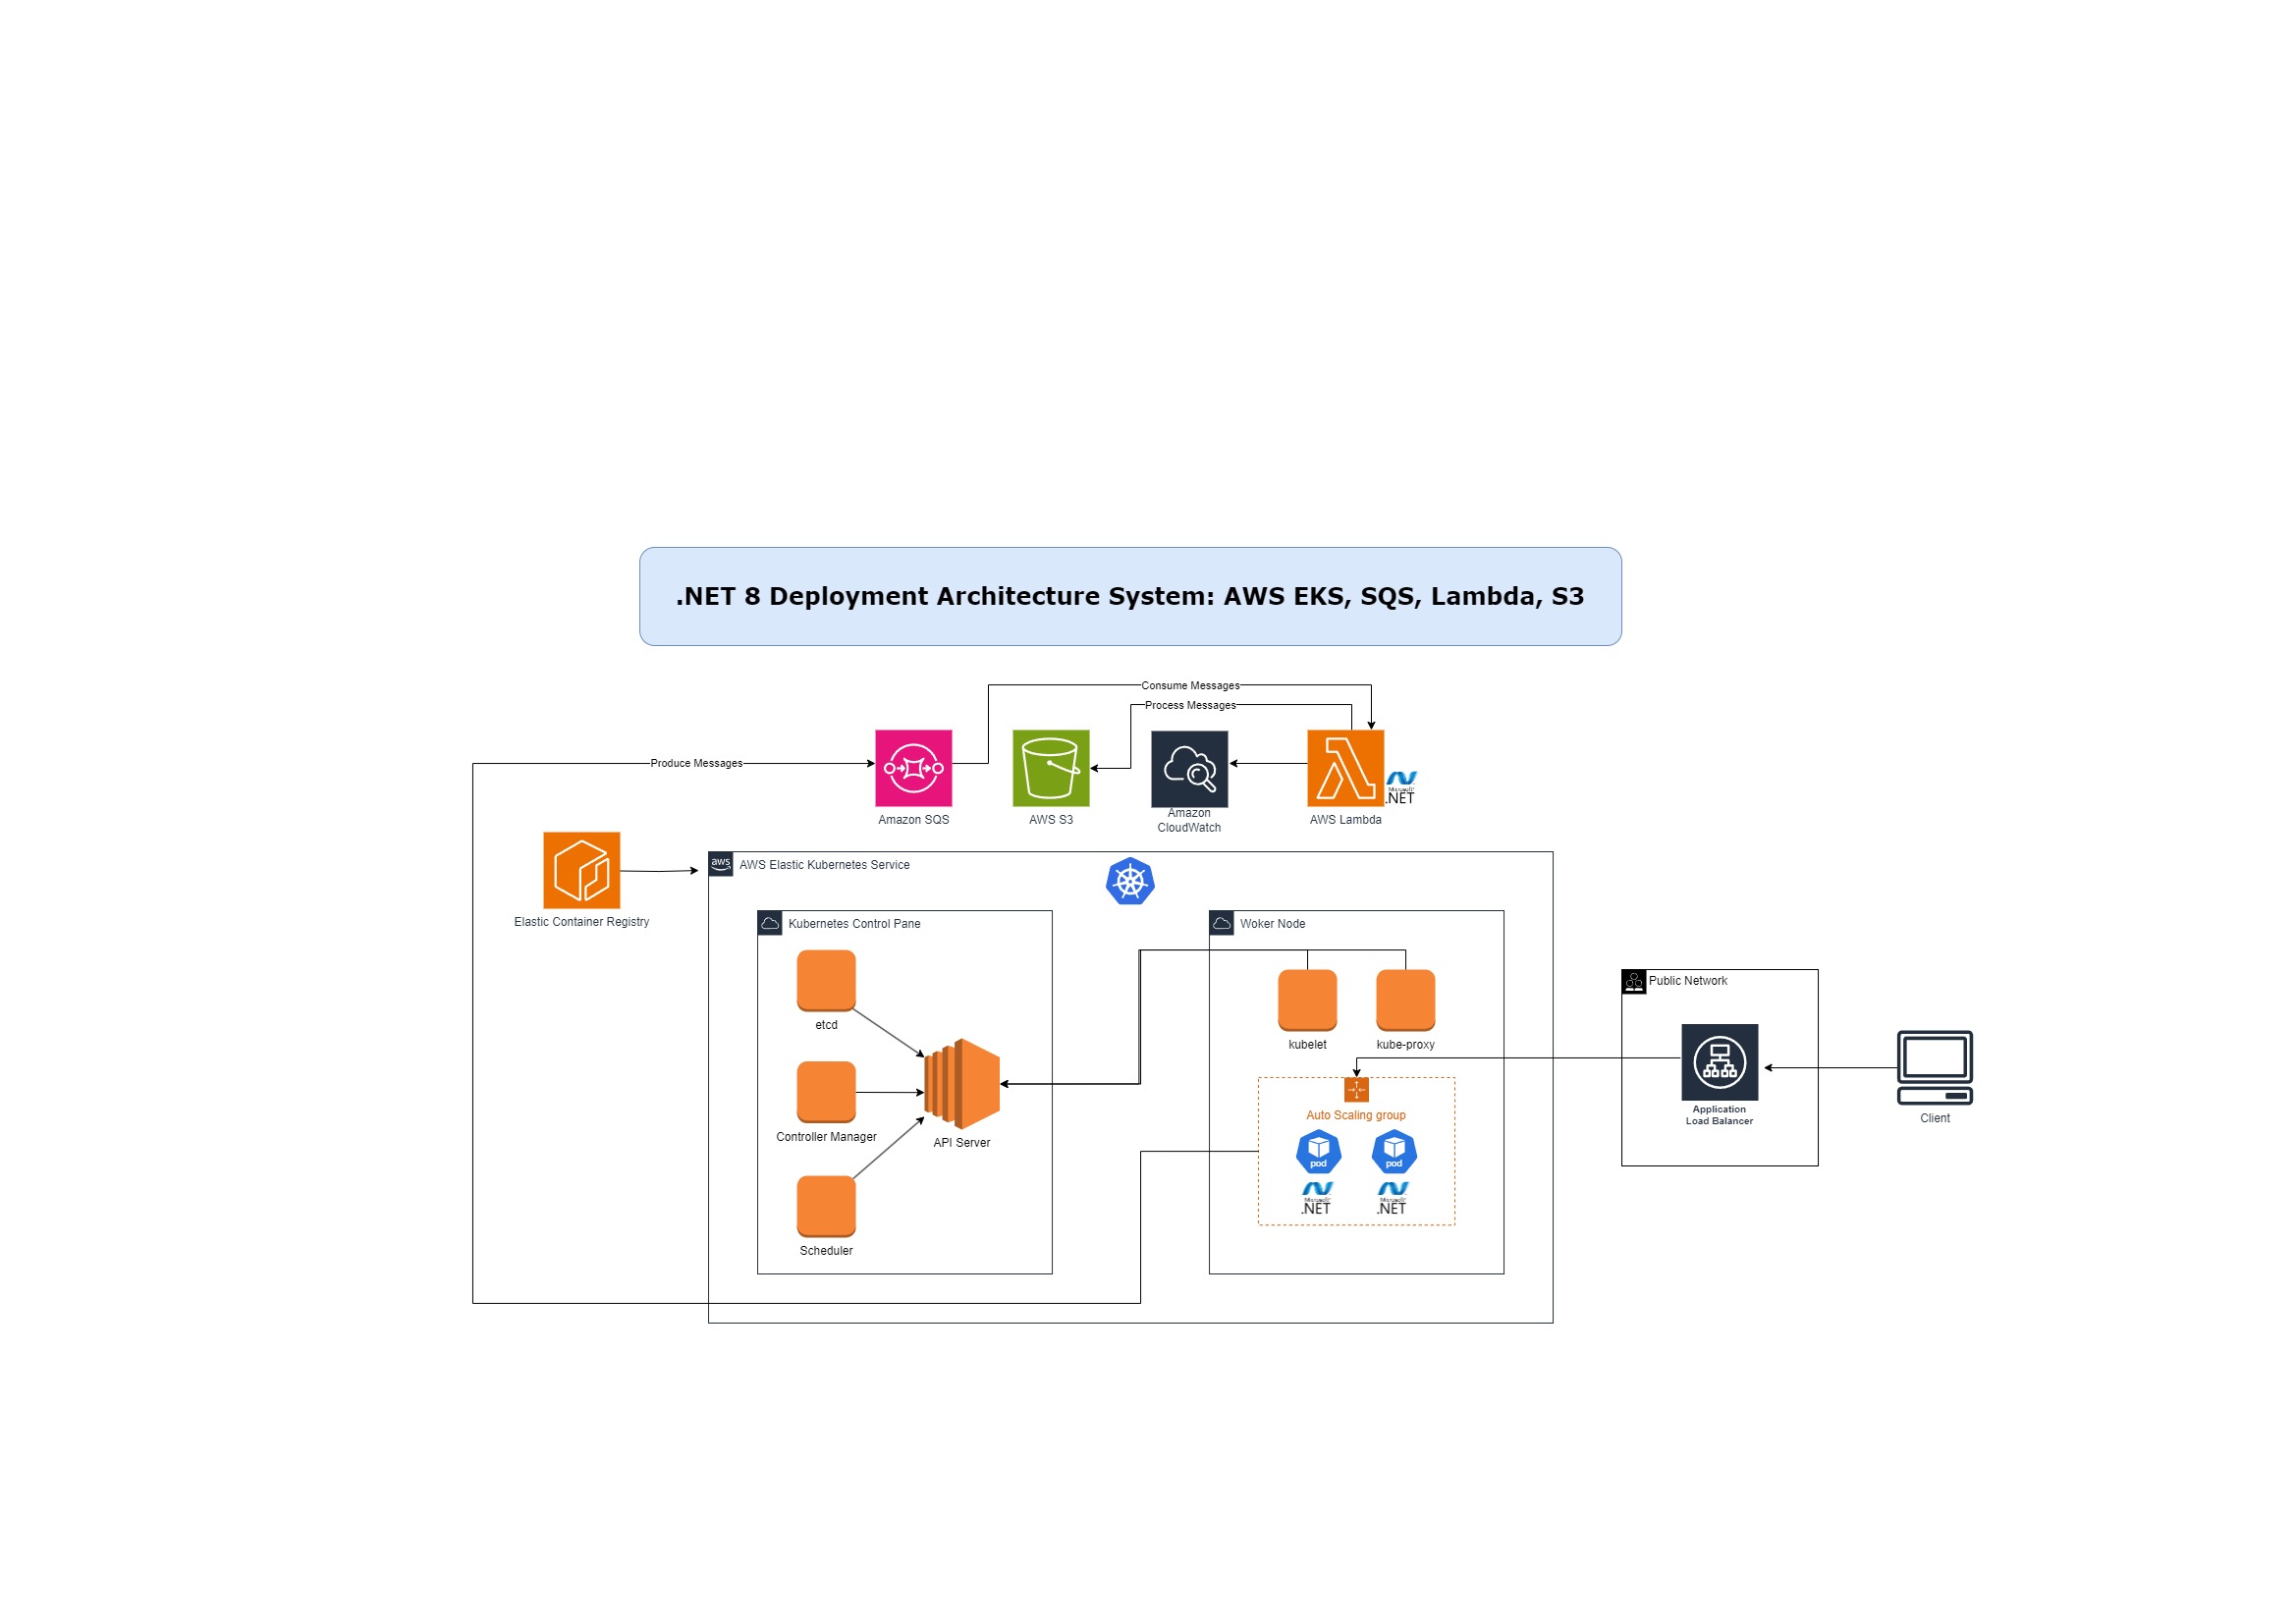 .NET 8 Deployment Architecture System: AWS EKS, SQS, Lambda, S3
Consume Messages
Process Messages
Produce Messages
Microsoft
.NET
Amazon SQS
AWS S3
Amazon
CloudWatch
AWS Lambda
Elastic Container Registry
aws
AWS Elastic Kubernetes Service
Kubernetes Control Pane
Woker Node
etcd
Controller Manager
Scheduler
API Server
kubelet
kube-proxy
Auto Scaling group
pod
pod
Microsoft
.NET
Microsoft
.NET
Public Network
Application
Load Balancer
Client